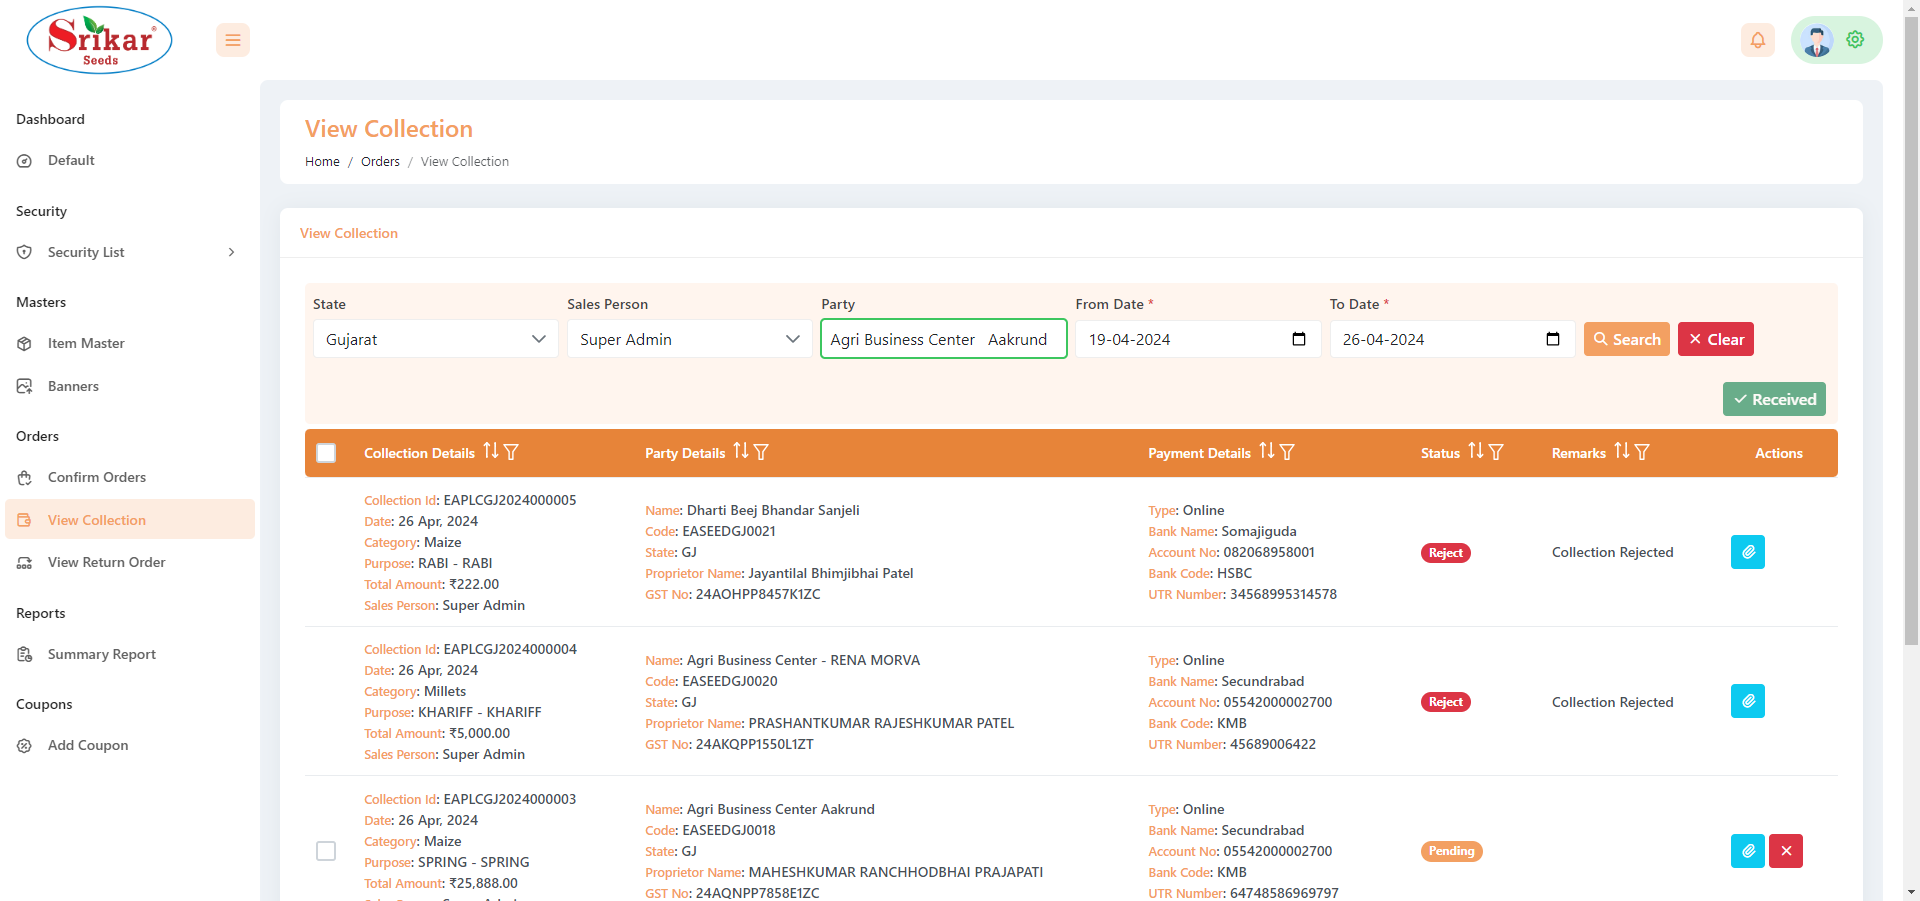 Srikar®
Seeds
Dashboard
Default
Security
Security List
Masters
Item Master
Banners
Orders
Confirm Orders
View Collection
View Return Order
Reports
Summary Report
Coupons
Add Coupon
View Collection
Home / Orders / View Collection
View Collection
State Sales Person Party From Date * To Date *
Gujarat Super Admin Agri Business Center Aakrund 19-04-2024 26-04-2024 Search Clear
Received
Collection Details Party Details Payment Details Status Remarks Actions
Collection Id: EAPLCGJ2024000005
Date: 26 Apr, 2024
Category: Maize
Purpose: RABI - RABI
Total Amount: ₹222.00
Sales Person: Super Admin
Name: Dharti Beej Bhandar Sanjeli
Code: EASEEDGJ0021
State: GJ
Proprietor Name: Jayantilal Bhimjibhai Patel
GST No: 24AOHPP8457K1ZC
Type: Online
Bank Name: Somajiguda
Account No: 082068958001
Bank Code: HSBC
UTR Number: 34568995314578
Reject
Collection Rejected
Collection Id: EAPLCGJ2024000004
Date: 26 Apr, 2024
Category: Millets
Purpose: KHARIFF - KHARIFF
Total Amount: ₹5,000.00
Sales Person: Super Admin
Name: Agri Business Center - RENA MORVA
Code: EASEEDGJ0020
State: GJ
Proprietor Name: PRASHANTKUMAR RAJESHKUMAR PATEL
GST No: 24AKQPP1550L1ZT
Type: Online
Bank Name: Secundrabad
Account No: 05542000002700
Bank Code: KMB
UTR Number: 45689006422
Reject
Collection Rejected
Collection Id: EAPLCGJ2024000003
Date: 26 Apr, 2024
Category: Maize
Purpose: SPRING - SPRING
Total Amount: ₹25,888.00
Name: Agri Business Center Aakrund
Code: EASEEDGJ0018
State: GJ
Proprietor Name: MAHESHKUMAR RANCHHODBHAI PRAJAPATI
GST No: 24AQNPP7858E1ZC
Type: Online
Bank Name: Secundrabad
Account No: 05542000002700
Bank Code: KMB
UTR Number: 64748586969797
Pending